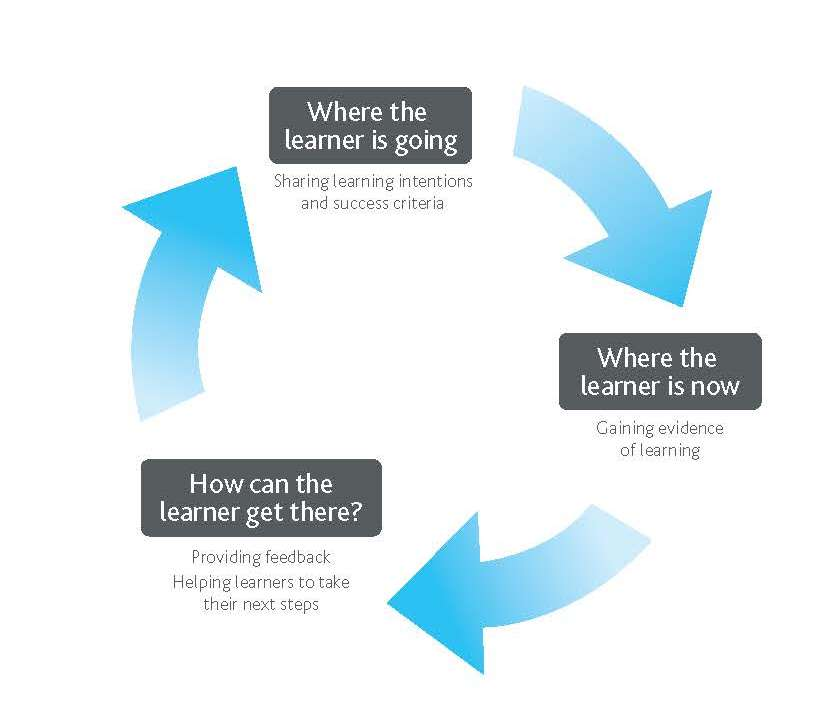 Where the
learner is going
Sharing learning intentions
and success criteria
Where the
learner is now
Gaining evidence
of learning
How can the
learner get there?
Providing feedback
Helping learners to take
their next steps